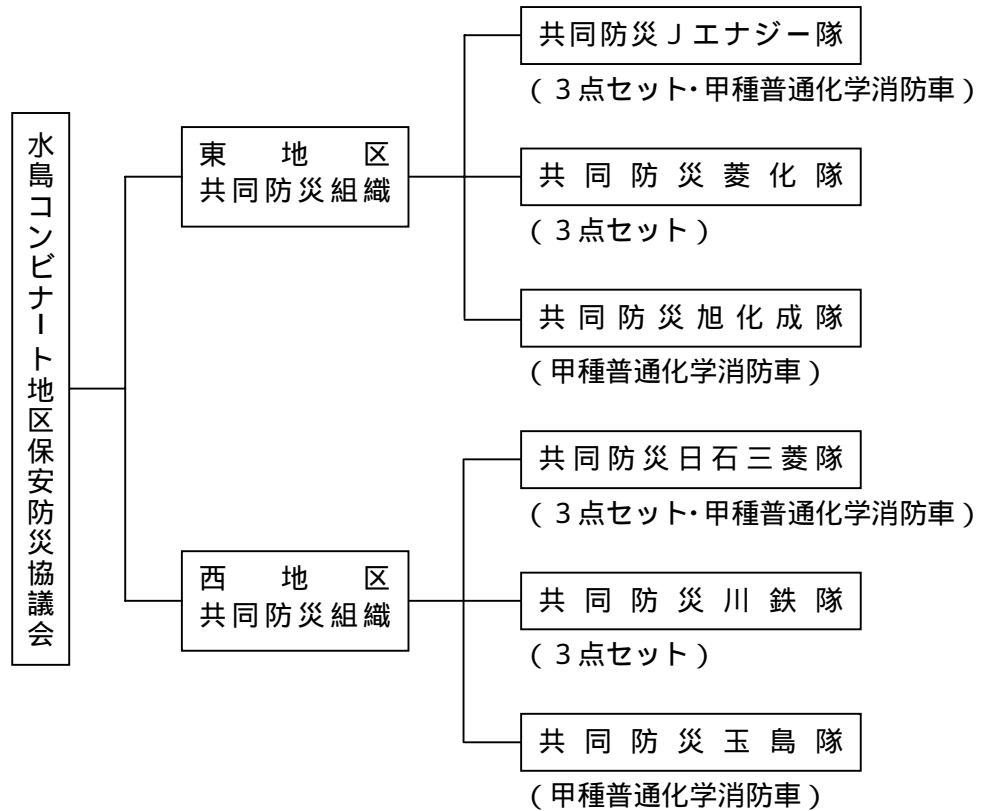 水島コンビナート地区保安防災協議会
東地区
共同防災組織
共同防災Jエナジー隊
(3点セット・甲種普通化学消防車)
共同防災菱化隊
(3点セット)
共同防災旭化成隊
(甲種普通化学消防車)
西地区
共同防災組織
共同防災日石三菱隊
(3点セット・甲種普通化学消防車)
共同防災川鉄隊
(3点セット)
共同防災玉島隊
(甲種普通化学消防車)